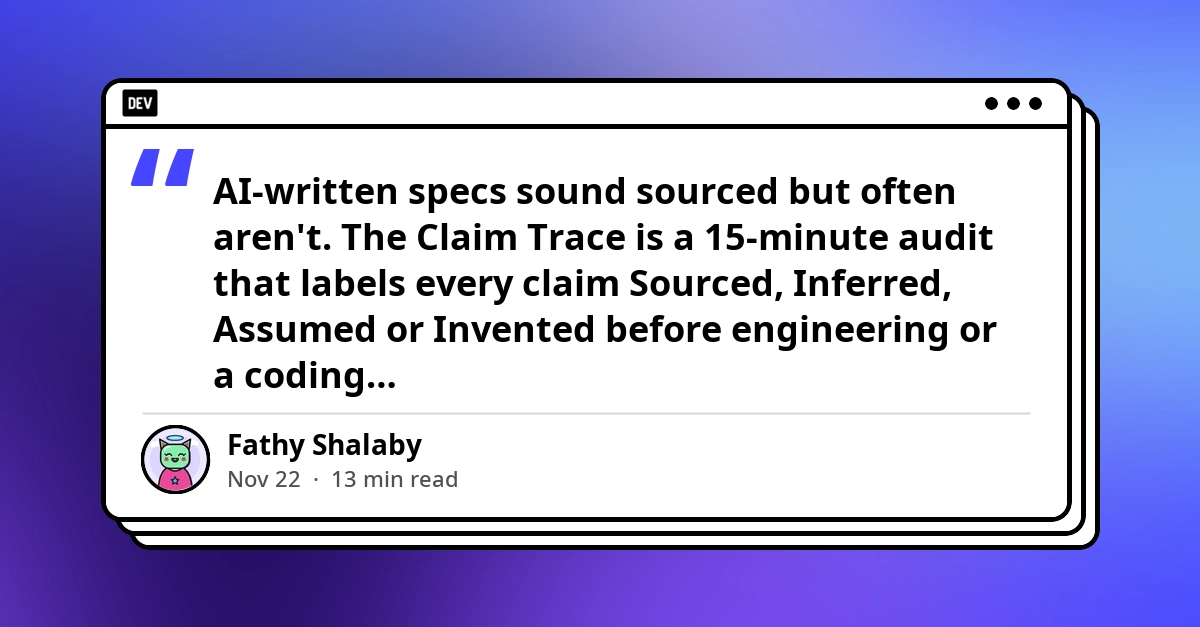 DEV
“
AI-written specs sound sourced but often
aren't. The Claim Trace is a 15-minute audit
that labels every claim Sourced, Inferred,
Assumed or Invented before engineering or
a coding...
Fathy Shalaby
Nov 22 · 13 min read